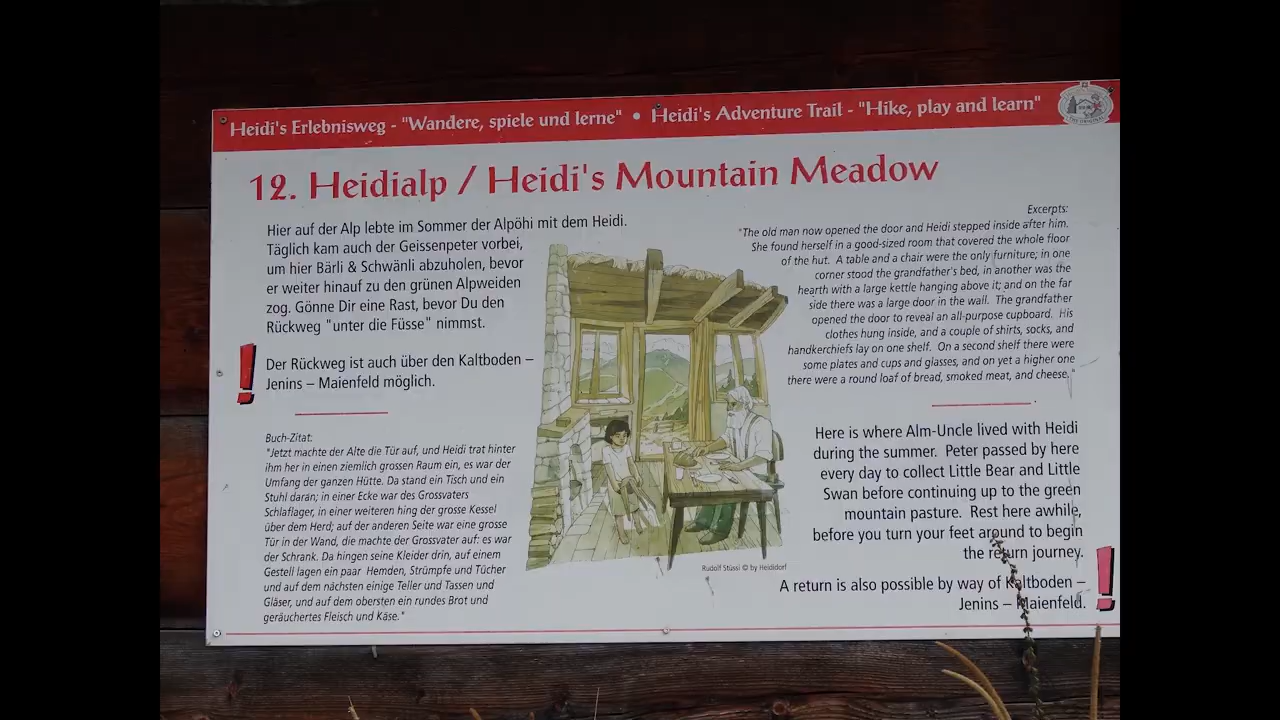 Heidi's Erlebnisweg - "Wandere, spiele und lerne" • Heidi's Adventure Trail - "Hike, play and learn"
THE ORIGINAL
12. Heidialp / Heidi's Mountain Meadow
Hier auf der Alp lebte im Sommer der Alpöhi mit dem Heidi.
Täglich kam auch der Geissenpeter vorbei,
um hier Bärli & Schwänli abzuholen, bevor
er weiter hinauf zu den grünen Alpweiden
zog. Gönne Dir eine Rast, bevor Du den
Rückweg "unter die Füsse" nimmst.
! Der Rückweg ist auch über den Kaltboden –
Jenins – Maienfeld möglich.
Buch-Zitat:
"Jetzt machte der Alte die Tür auf, und Heidi trat hinter
ihm her in einen ziemlich grossen Raum ein, es war der
Umfang der ganzen Hütte. Da stand ein Tisch und ein
Stuhl daran; in einer Ecke war des Grossvaters
Schlaflager, in einer weiteren hing der grosse Kessel
über dem Herd; auf der anderen Seite war eine grosse
Tür in der Wand, die machte der Grossvater auf: es war
der Schrank. Da hingen seine Kleider drin, auf einem
Gestell lagen ein paar Hemden, Strümpfe und Tücher
und auf dem nächsten einige Teller und Tassen und
Gläser, und auf dem obersten ein rundes Brot und
geräuchertes Fleisch und Käse."
Rudolf Stüssi © by Heididorf
Excerpts:
"The old man now opened the door and Heidi stepped inside after him.
She found herself in a good-sized room that covered the whole floor
of the hut. A table and a chair were the only furniture; in one
corner stood the grandfather's bed, in another was the
hearth with a large kettle hanging above it; and on the far
side there was a large door in the wall. The grandfather
opened the door to reveal an all-purpose cupboard. His
clothes hung inside, and a couple of shirts, socks, and
handkerchiefs lay on one shelf. On a second shelf there were
some plates and cups and glasses, and on yet a higher one
there were a round loaf of bread, smoked meat, and cheese."
Here is where Alm-Uncle lived with Heidi
during the summer. Peter passed by here
every day to collect Little Bear and Little
Swan before continuing up to the green
mountain pasture. Rest here awhile,
before you turn your feet around to begin
the return journey.
A return is also possible by way of Kaltboden – !
Jenins – Maienfeld.